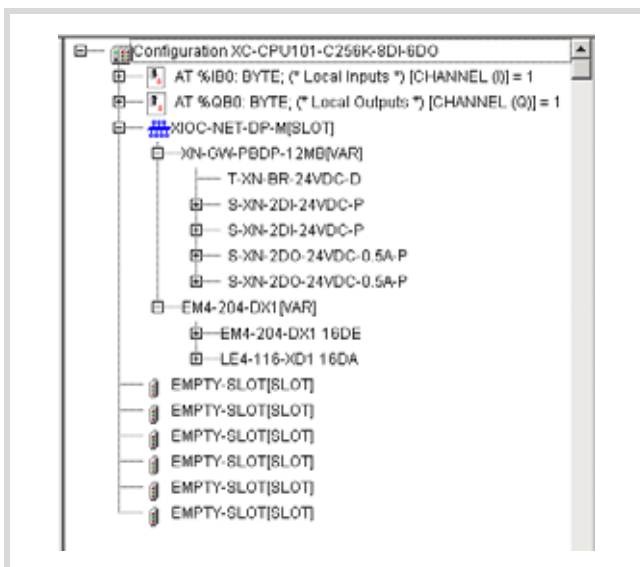 Configuration XC-CPU101-C256K-8DI-6DO
AT %IB0: BYTE; (* Local Inputs *) [CHANNEL (I)] = 1
AT %QB0: BYTE; (* Local Outputs *) [CHANNEL (Q)] = 1
XIOC-NET-DP-M[SLOT]
XN-GW-PBDP-12MB[VAR]
T-XN-BR-24VDC-D
S-XN-2DI-24VDC-P
S-XN-2DI-24VDC-P
S-XN-2DO-24VDC-0.5A-P
S-XN-2DO-24VDC-0.5A-P
EM4-204-DX1[VAR]
EM4-204-DX1 16DE
LE4-116-XD1 16DA
EMPTY-SLOT[SLOT]
EMPTY-SLOT[SLOT]
EMPTY-SLOT[SLOT]
EMPTY-SLOT[SLOT]
EMPTY-SLOT[SLOT]
EMPTY-SLOT[SLOT]